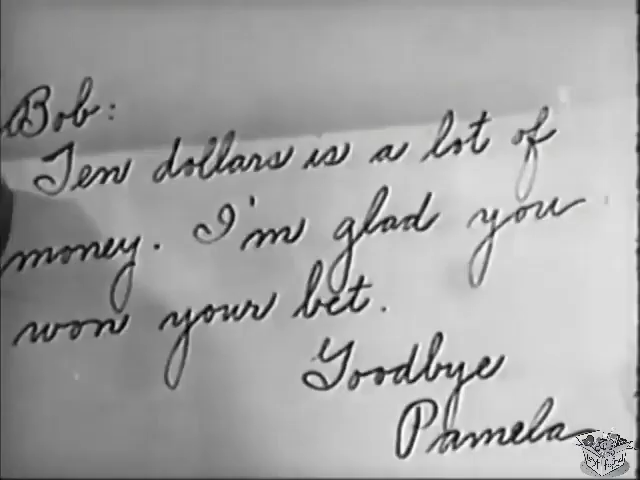 Bob:
Ten dollars is a lot of
money. I'm glad you
won your bet.
Goodbye
Pamela